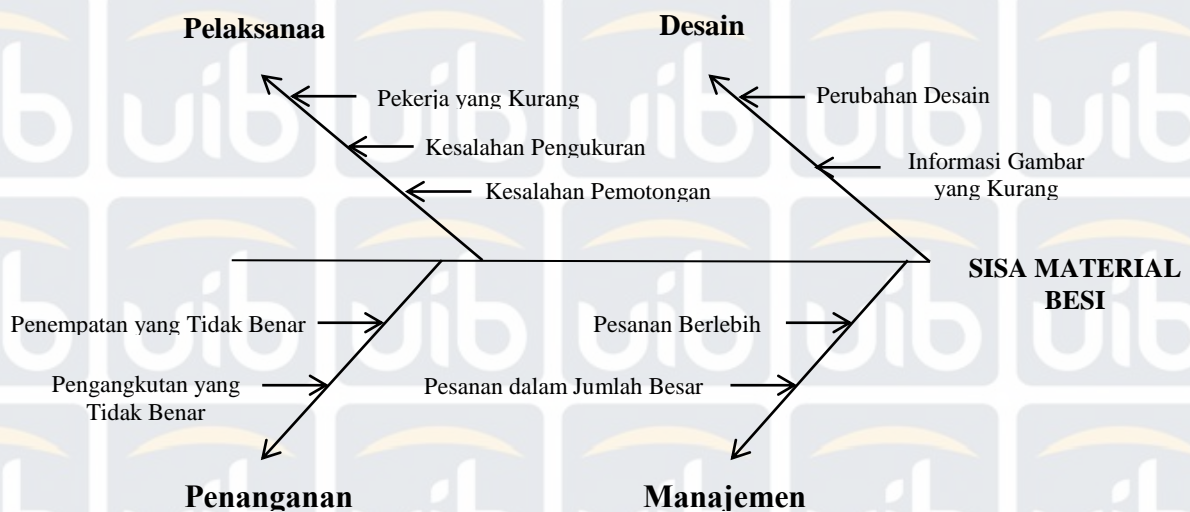 Pelaksanaa
Desain
Pekerja yang Kurang
Perubahan Desain
Kesalahan Pengukuran
Informasi Gambar
yang Kurang
Kesalahan Pemotongan
SISA MATERIAL
BESI
Penempatan yang Tidak Benar
Pesanan Berlebih
Pengangkutan yang
Tidak Benar
Pesanan dalam Jumlah Besar
Penanganan
Manajemen
uib